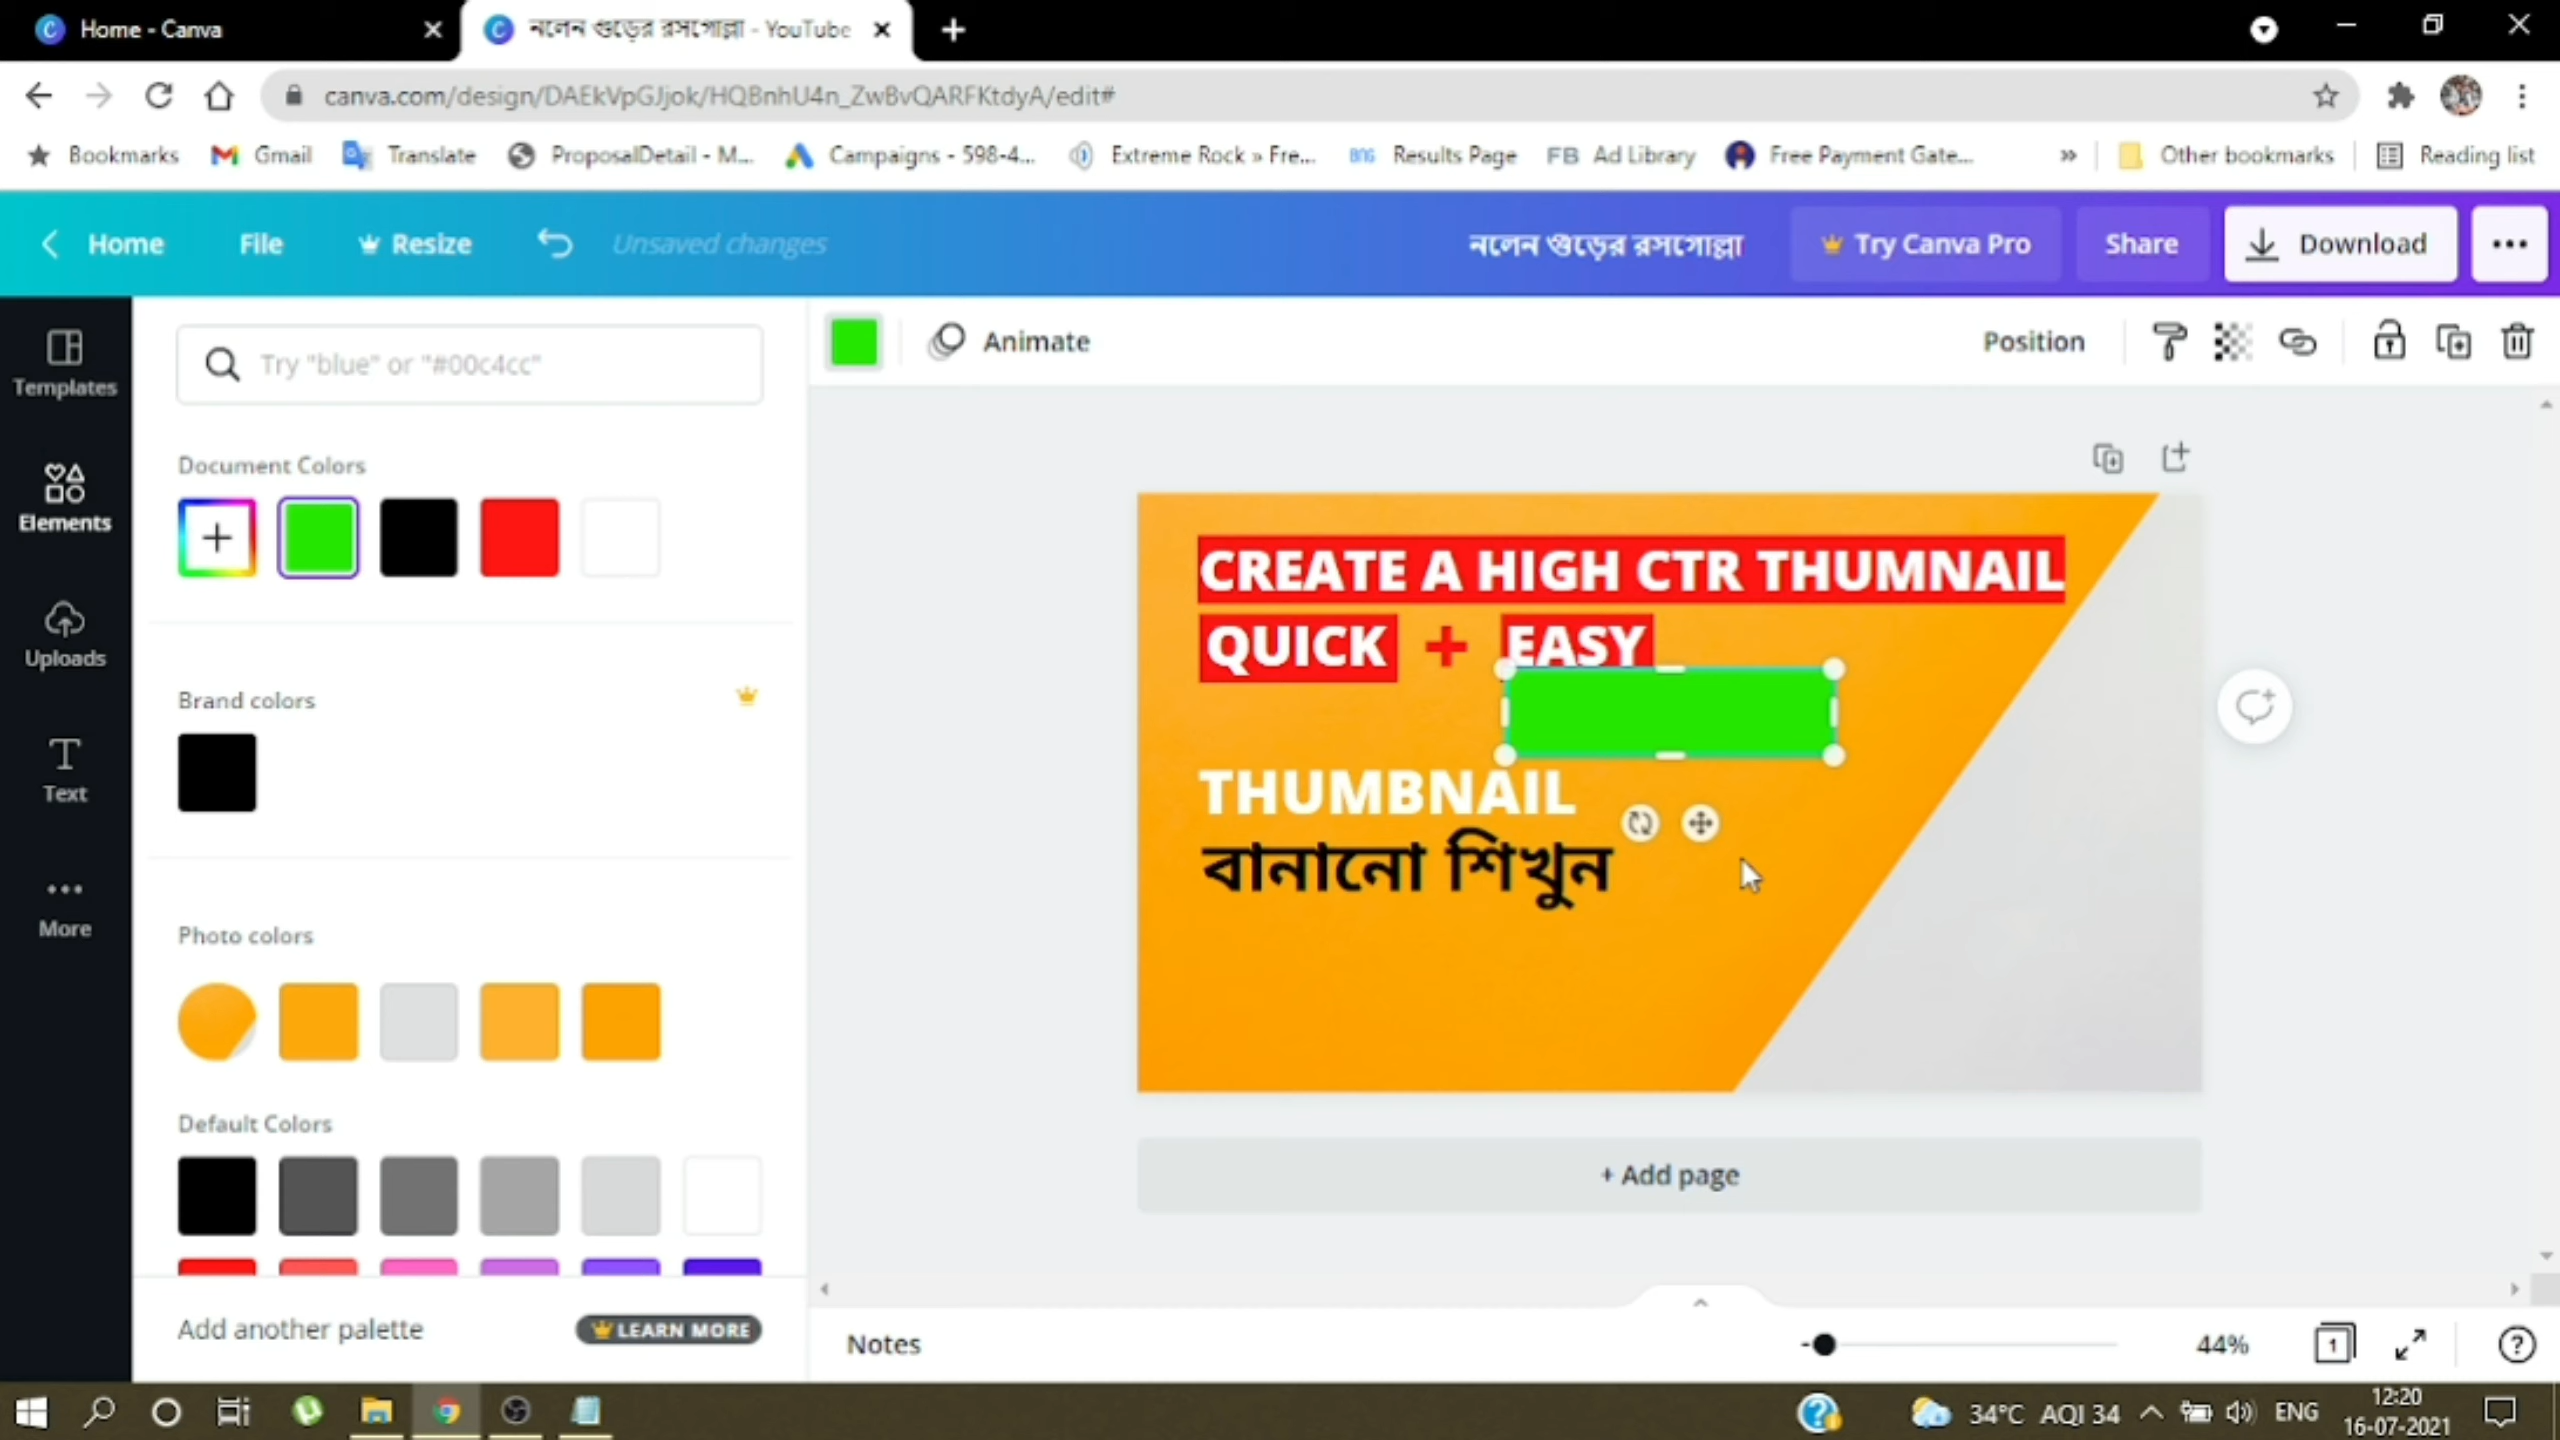 Home - Canva
নলেন গুড়ের রসগোল্লা - YouTube
canva.com/design/DAEkVpGJjok/HQBnhU4n_ZwBvQARFKtdyA/edit#
Bookmarks
Gmail
Translate
ProposalDetail - M...
Campaigns - 598-4...
Extreme Rock » Fre...
BNG Results Page
FB Ad Library
Free Payment Gate...
»
Other bookmarks
Reading list
Home
File
Resize
Unsaved changes
নলেন গুড়ের রসগোল্লা
Try Canva Pro
Share
Download
Templates
Elements
Uploads
Text
More
Try "blue" or "#00c4cc"
Document Colors
Brand colors
Photo colors
Default Colors
Add another palette
LEARN MORE
Animate
Position
CREATE A HIGH CTR THUMNAIL
QUICK + EASY
THUMBNAIL
বানানো শিখুন
+ Add page
Notes
44%
1
34°C AQI 34
ENG
12:20
16-07-2021